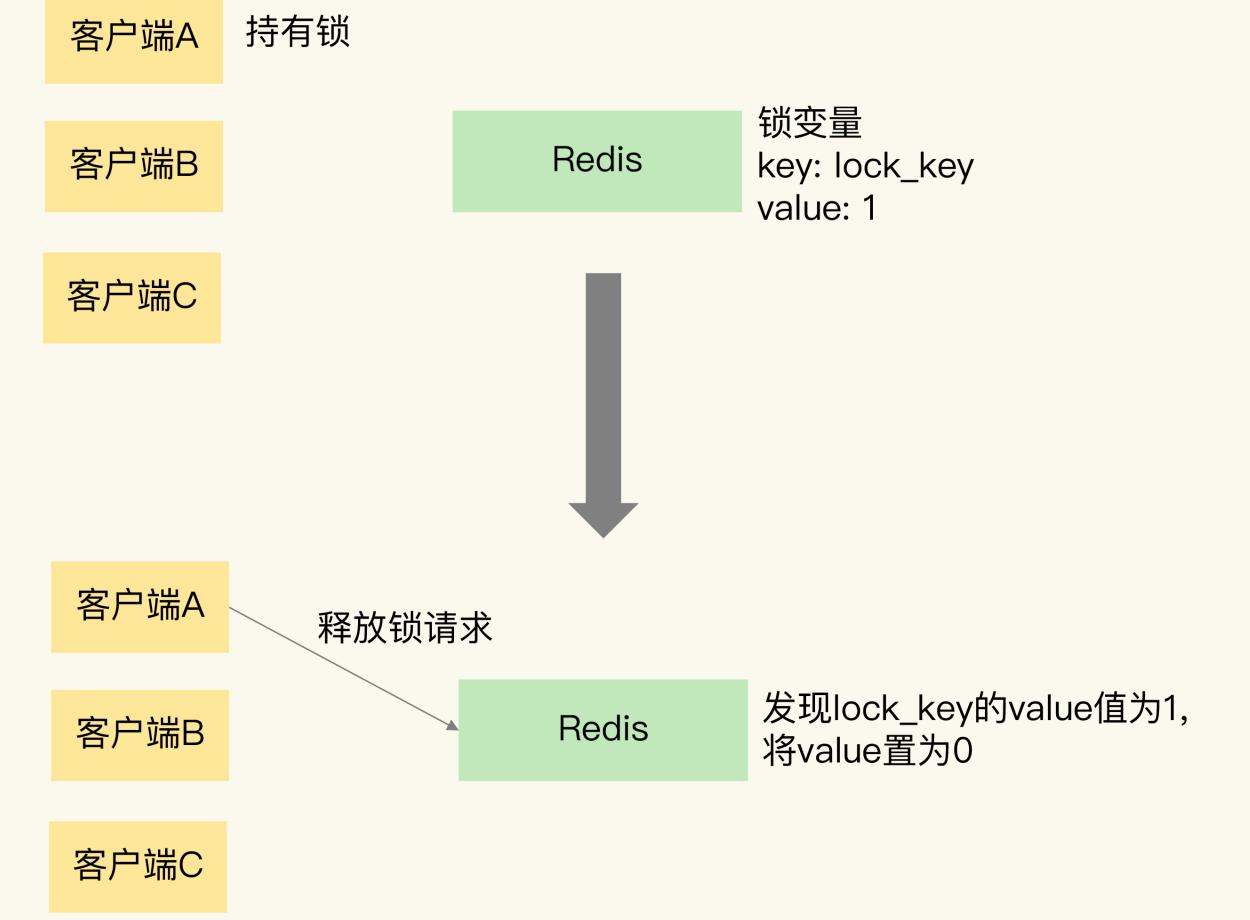 客户端A
持有锁
客户端B
Redis
锁变量
key: lock_key
value: 1
客户端C
客户端A
释放锁请求
客户端B
Redis
发现lock_key的value值为1,
将value置为0
客户端C